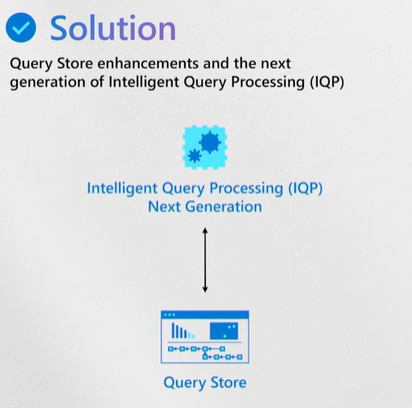 Solution
Query Store enhancements and the next
generation of Intelligent Query Processing (IQP)
Intelligent Query Processing (IQP)
Next Generation
Query Store